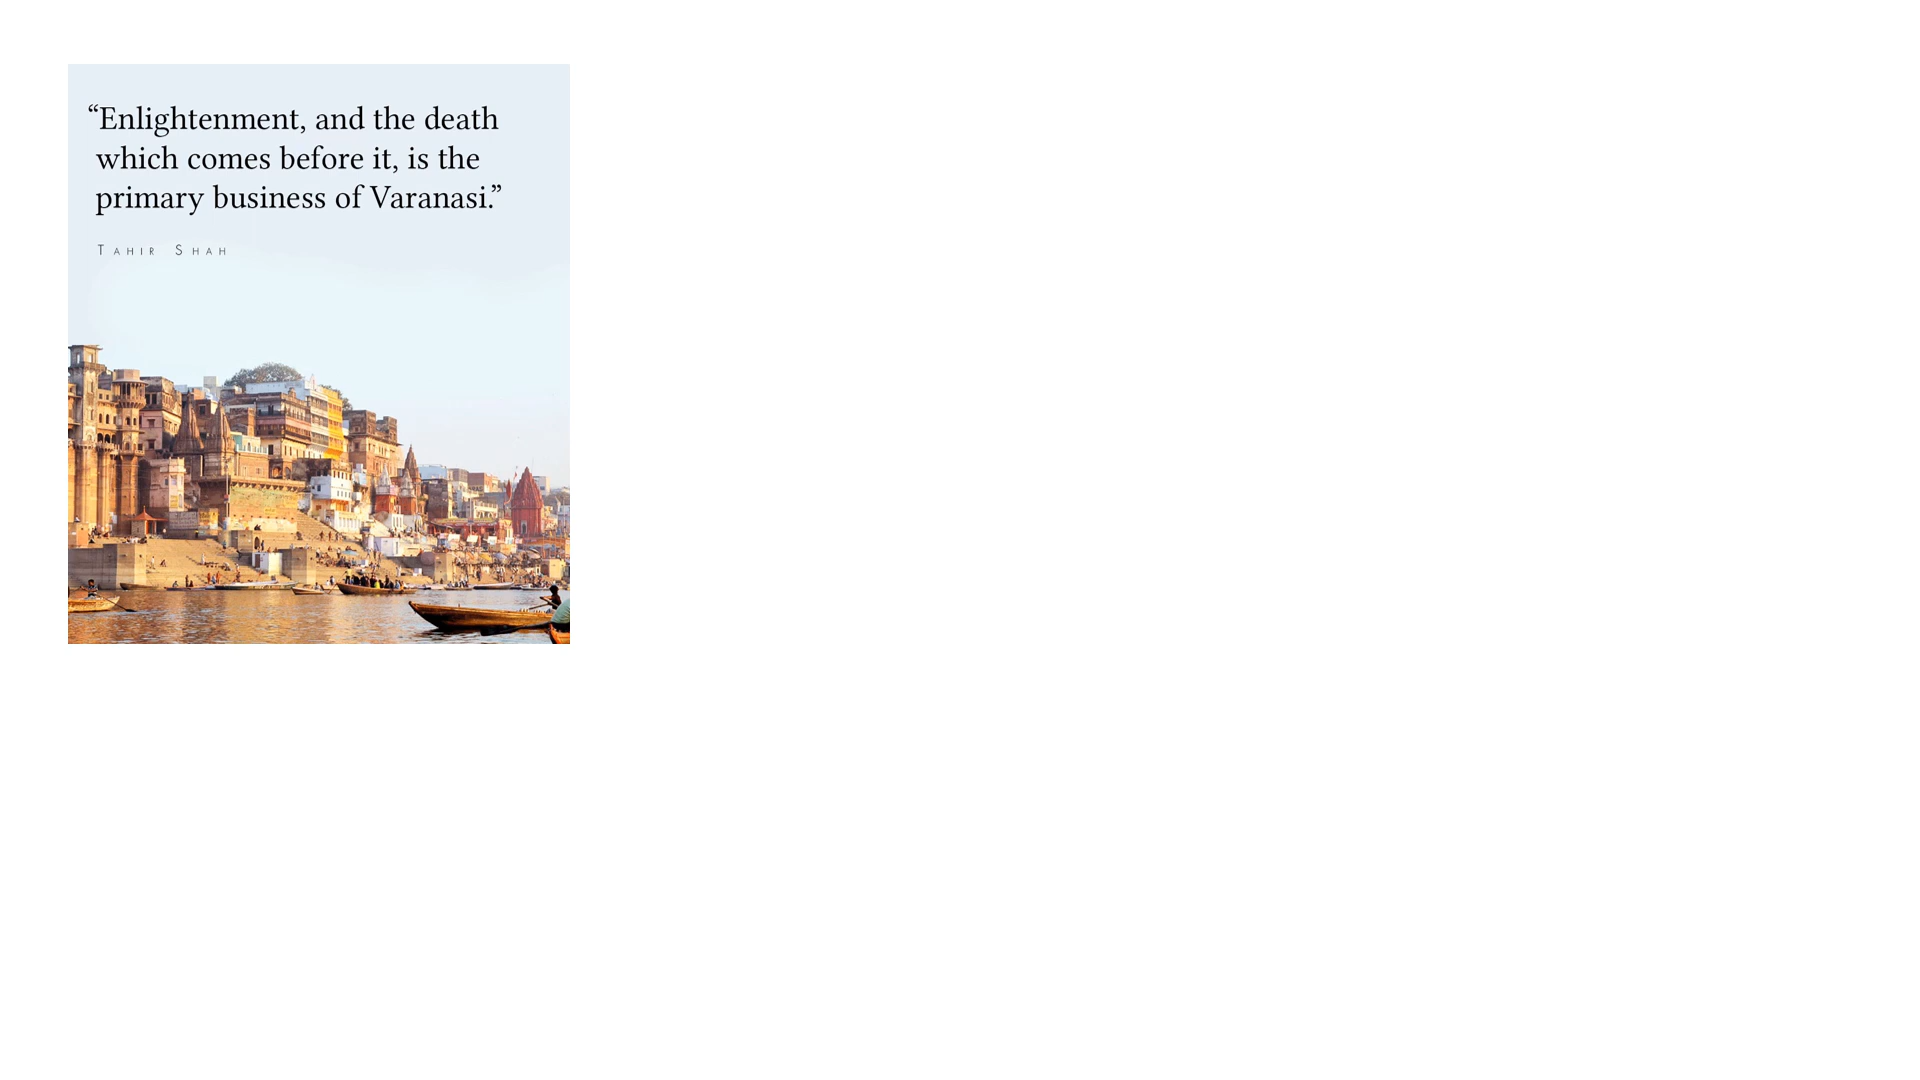 “Enlightenment, and the death
which comes before it, is the
primary business of Varanasi.”
Tahir Shah